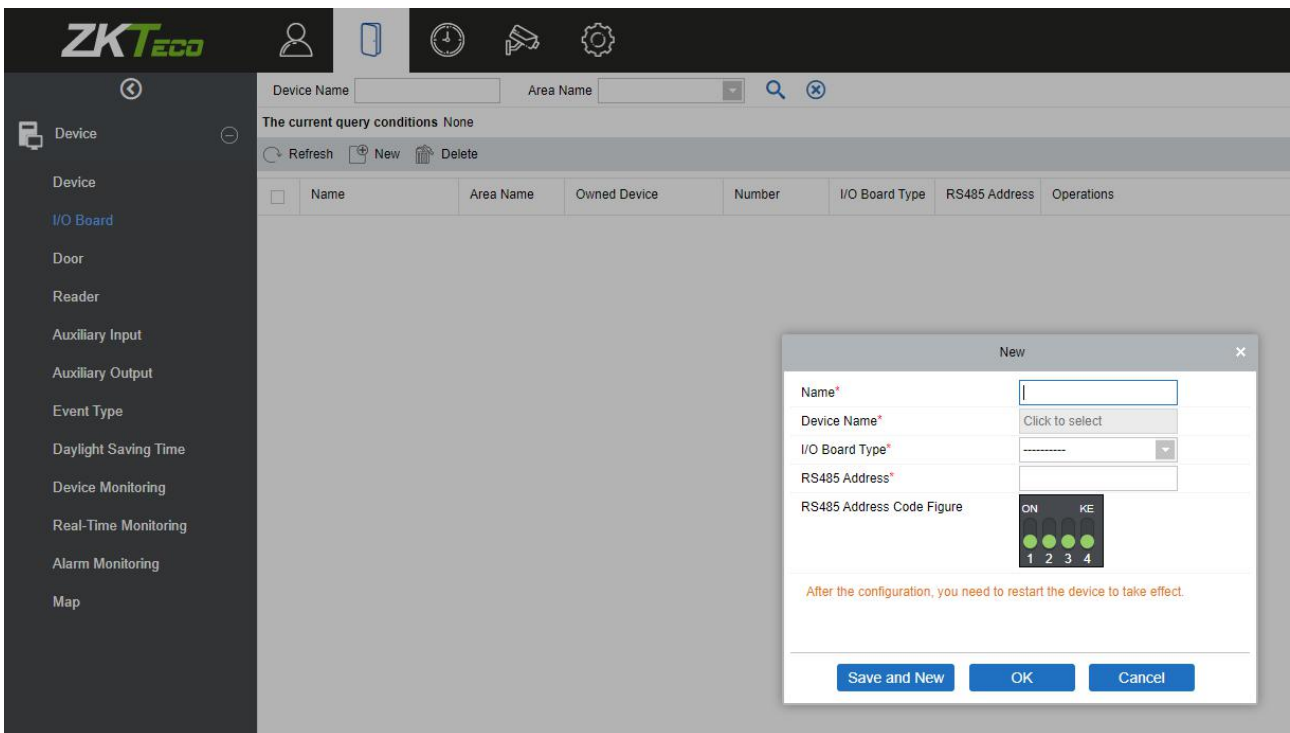 ZKTeco
Device Name Area Name
The current query conditions None
Refresh New Delete
Name Area Name Owned Device Number I/O Board Type RS485 Address Operations
Device
Device
I/O Board
Door
Reader
Auxiliary Input
Auxiliary Output
Event Type
Daylight Saving Time
Device Monitoring
Real-Time Monitoring
Alarm Monitoring
Map
New
Name*
Device Name* Click to select
I/O Board Type* ----------
RS485 Address*
RS485 Address Code Figure
ON KE
1 2 3 4
After the configuration, you need to restart the device to take effect.
Save and New OK Cancel